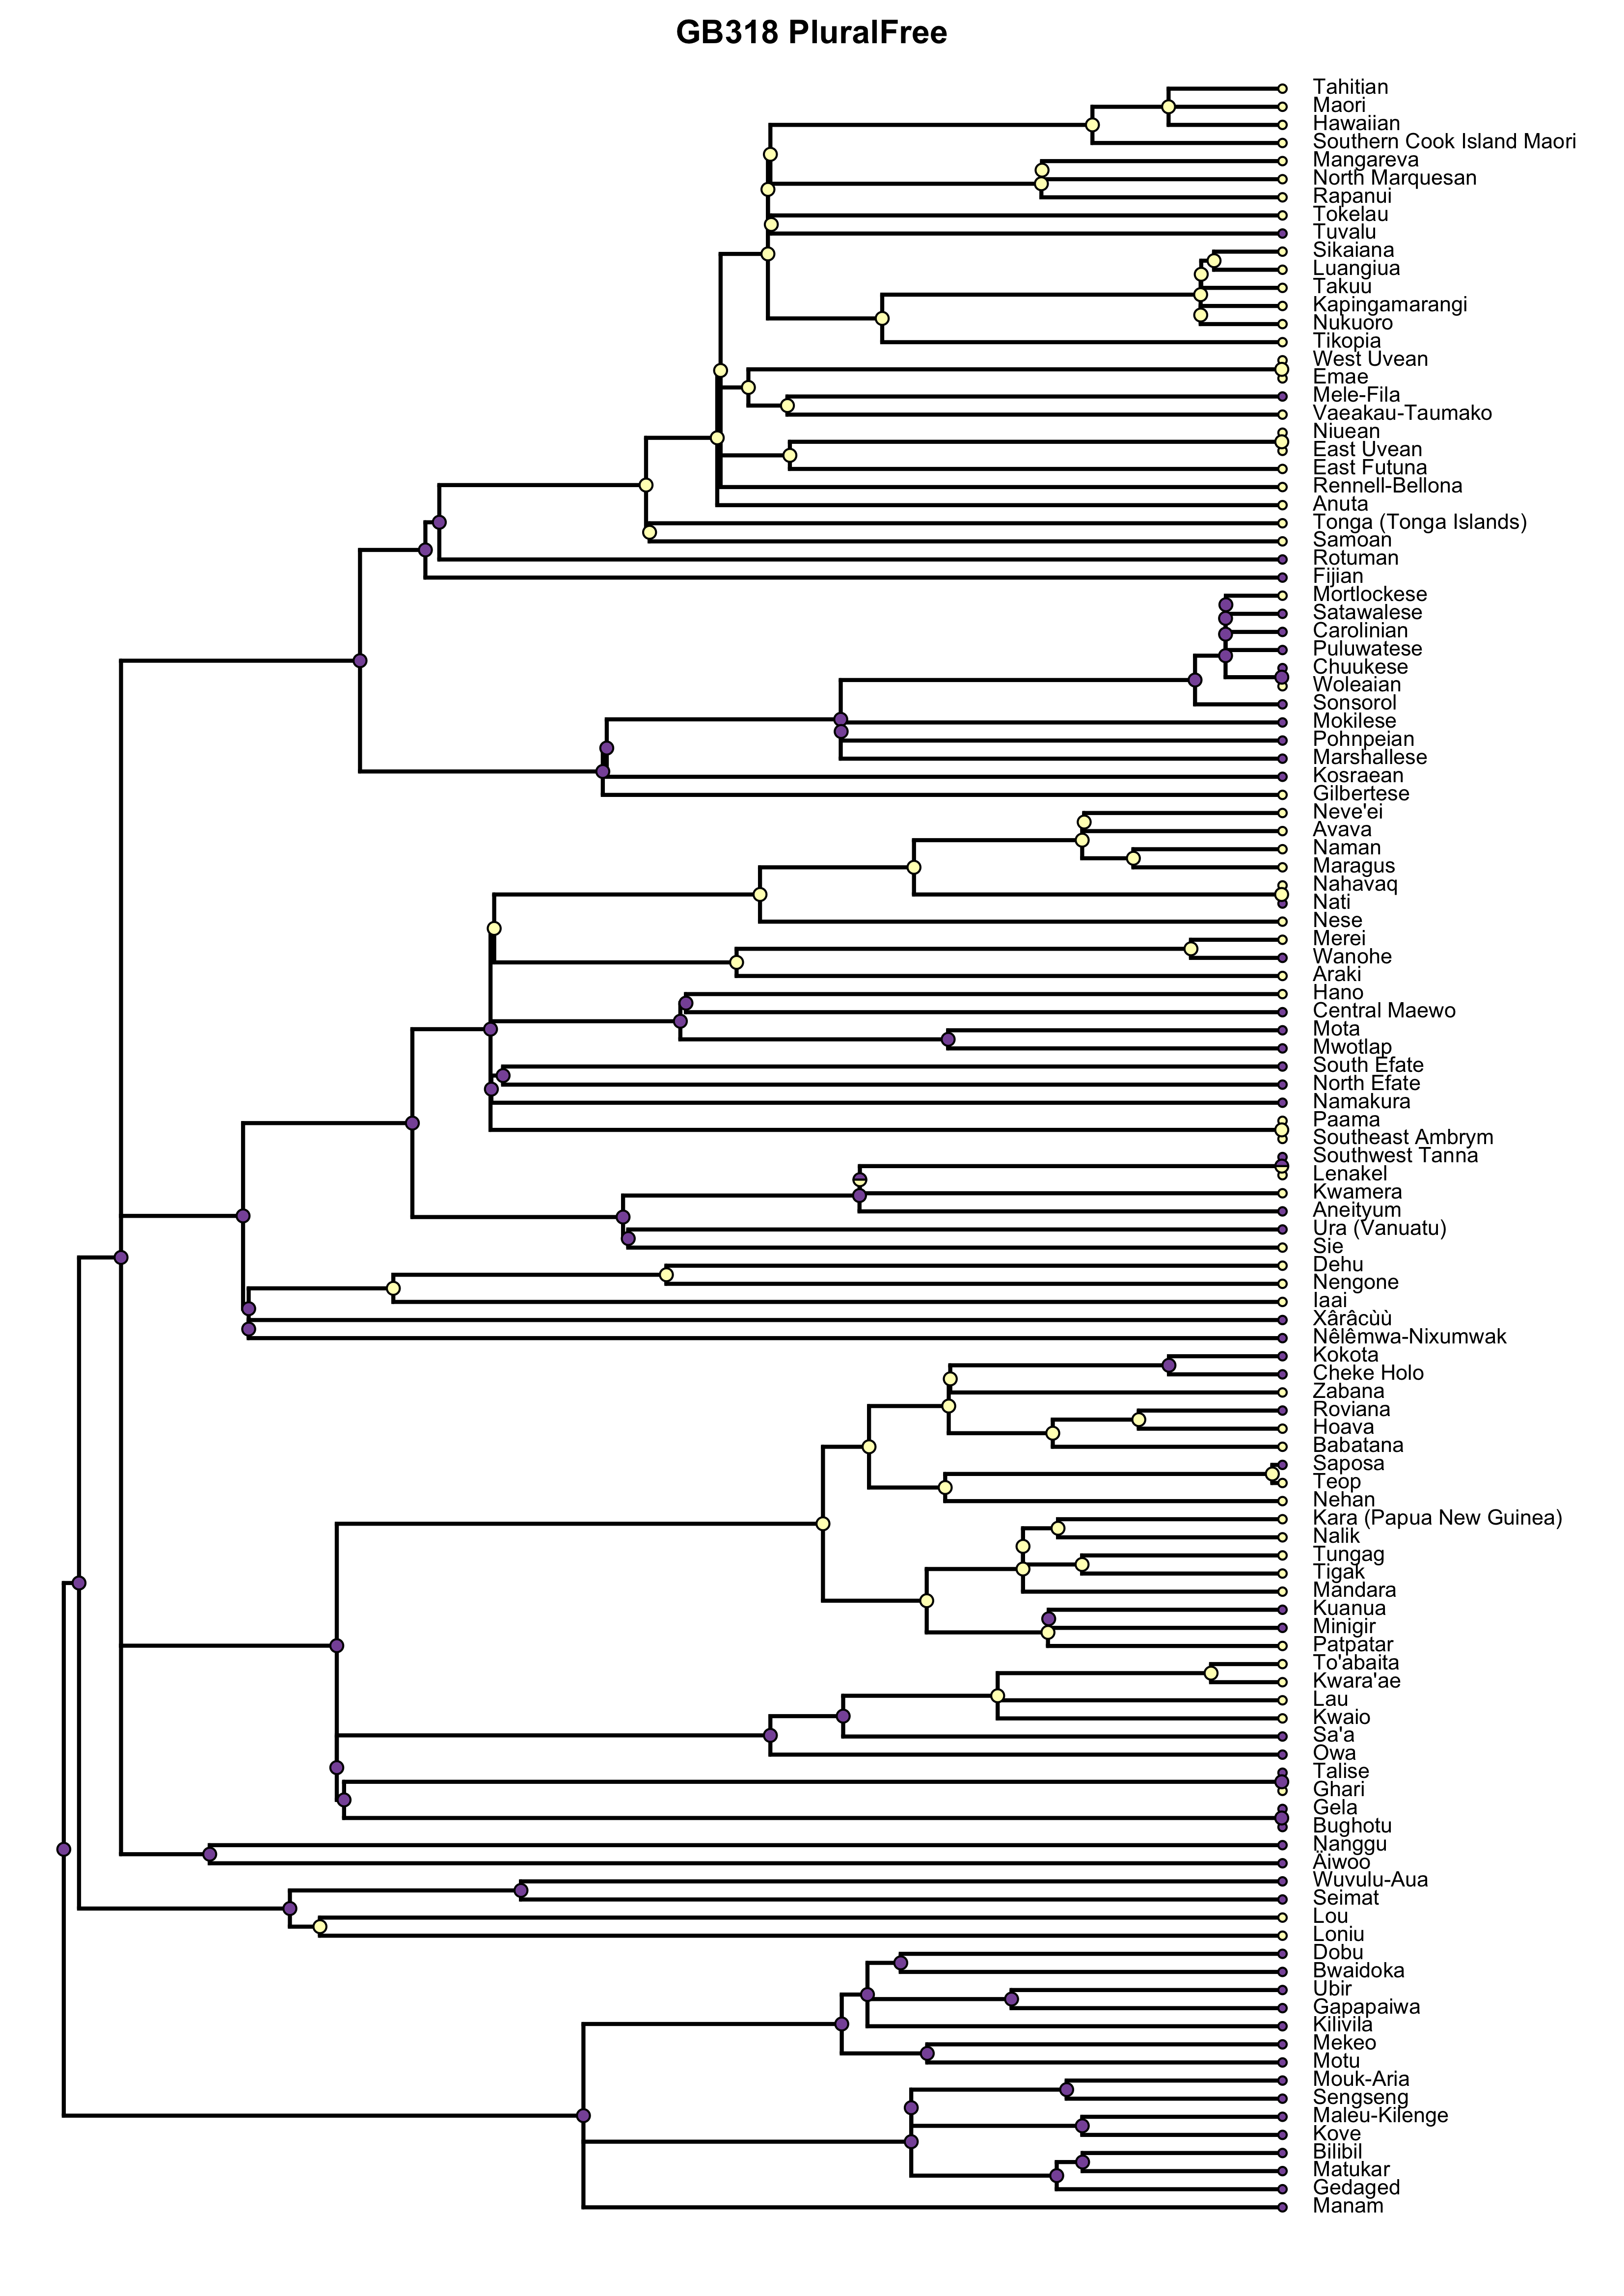 GB318 PluralFree
Tahitian
Maori
Hawaiian
Southern Cook Island Maori
Mangareva
North Marquesan
Rapanui
Tokelau
Tuvalu
Sikaiana
Luangiua
Takuu
Kapingamarangi
Nukuoro
Tikopia
West Uvean
Emae
Mele-Fila
Vaeakau-Taumako
Niuean
East Uvean
East Futuna
Rennell-Bellona
Anuta
Tonga (Tonga Islands)
Samoan
Rotuman
Fijian
Mortlockese
Satawalese
Carolinian
Puluwatese
Chuukese
Woleaian
Sonsorol
Mokilese
Pohnpeian
Marshallese
Kosraean
Gilbertese
Neve'ei
Avava
Naman
Maragus
Nahavaq
Nati
Nese
Merei
Wanohe
Araki
Hano
Central Maewo
Mota
Mwotlap
South Efate
North Efate
Namakura
Paama
Southeast Ambrym
Southwest Tanna
Lenakel
Kwamera
Aneityum
Ura (Vanuatu)
Sie
Dehu
Nengone
Iaai
Xârâcùù
Nêlêmwa-Nixumwak
Kokota
Cheke Holo
Zabana
Roviana
Hoava
Babatana
Saposa
Teop
Nehan
Kara (Papua New Guinea)
Nalik
Tungag
Tigak
Mandara
Kuanua
Minigir
Patpatar
To'abaita
Kwara'ae
Lau
Kwaio
Sa'a
Owa
Talise
Ghari
Gela
Bughotu
Nanggu
Äiwoo
Wuvulu-Aua
Seimat
Lou
Loniu
Dobu
Bwaidoka
Ubir
Gapapaiwa
Kilivila
Mekeo
Motu
Mouk-Aria
Sengseng
Maleu-Kilenge
Kove
Bilibil
Matukar
Gedaged
Manam